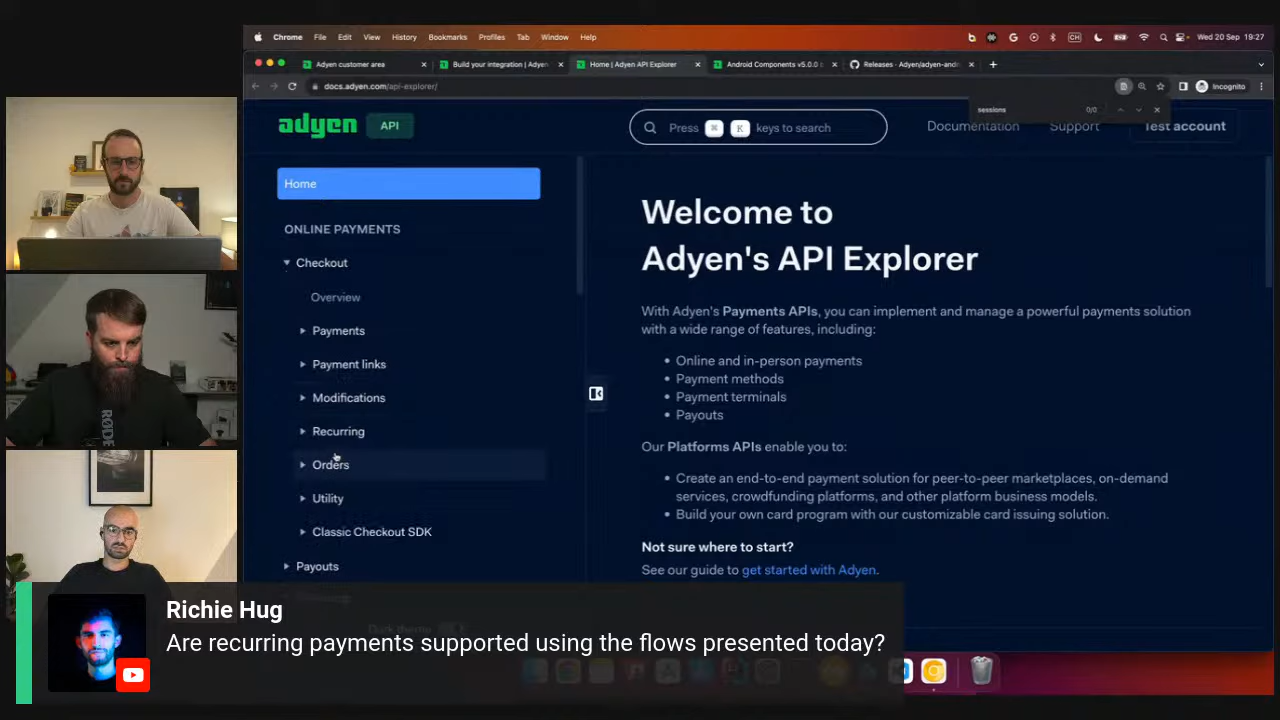 Chrome File Edit View History Bookmarks Profiles Tab Window Help
CH
Wed 20 Sep 19:27
Adyen customer area
Build your integration | Adyen
Home | Adyen API Explorer
Android Components v5.0.0 b
Releases · Adyen/adyen-and
docs.adyen.com/api-explorer/
Incognito
sessions 0/0
adyen API
Press ⌘ K keys to search
Documentation Support Test account
Home
ONLINE PAYMENTS
Checkout
Overview
Payments
Payment links
Modifications
Recurring
Orders
Utility
Classic Checkout SDK
Payouts
Welcome to
Adyen's API Explorer
With Adyen's Payments APIs, you can implement and manage a powerful payments solution
with a wide range of features, including:
• Online and in-person payments
• Payment methods
• Payment terminals
• Payouts
Our Platforms APIs enable you to:
• Create an end-to-end payment solution for peer-to-peer marketplaces, on-demand
services, crowdfunding platforms, and other platform business models.
• Build your own card program with our customizable card issuing solution.
Not sure where to start?
See our guide to get started with Adyen.
RØDE
Richie Hug
Are recurring payments supported using the flows presented today?